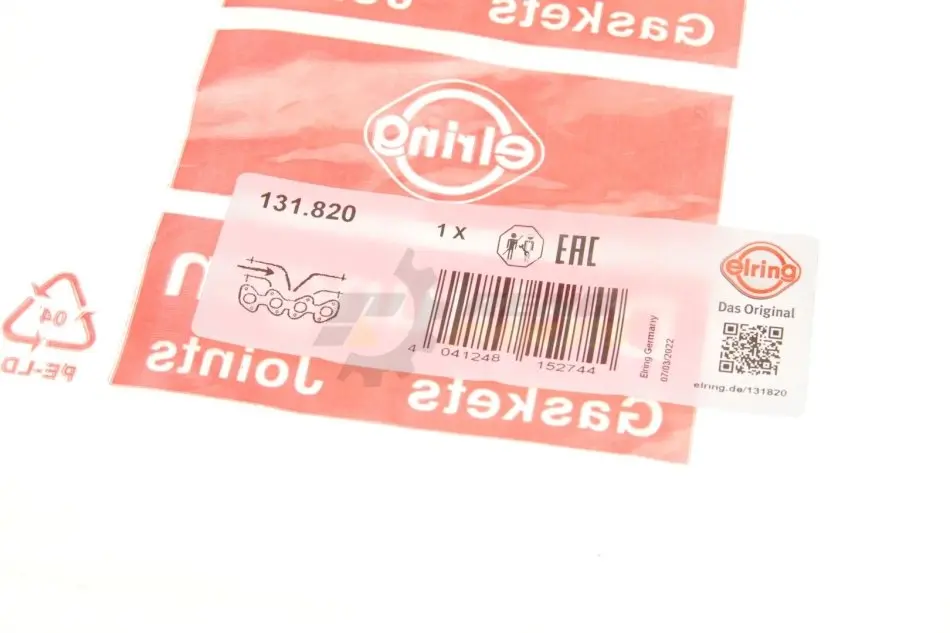 Gaskets
elring
131.820
1 X
EAC
elring
Das Original
4 041248 152744
Elring Germany
07/03/2022
elring.de/131820
04
PE-LD
Gaskets Joints